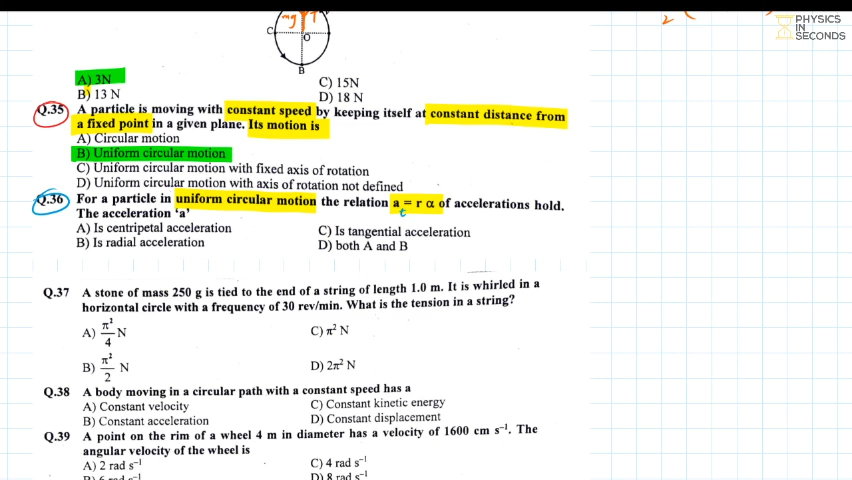 PHYSICS
IN
SECONDS
mg T
C
O
B
A) 3N
C) 15N
B) 13 N
D) 18 N
Q.35 A particle is moving with constant speed by keeping itself at constant distance from
a fixed point in a given plane. Its motion is
A) Circular motion
B) Uniform circular motion
C) Uniform circular motion with fixed axis of rotation
D) Uniform circular motion with axis of rotation not defined
Q.36 For a particle in uniform circular motion the relation a = r α of accelerations hold.
t
The acceleration ‘a’
A) Is centripetal acceleration
C) Is tangential acceleration
B) Is radial acceleration
D) both A and B
Q.37 A stone of mass 250 g is tied to the end of a string of length 1.0 m. It is whirled in a
horizontal circle with a frequency of 30 rev/min. What is the tension in a string?
A) π²/4 N
C) π² N
B) π²/2 N
D) 2π² N
Q.38 A body moving in a circular path with a constant speed has a
A) Constant velocity
C) Constant kinetic energy
B) Constant acceleration
D) Constant displacement
Q.39 A point on the rim of a wheel 4 m in diameter has a velocity of 1600 cm s⁻¹. The
angular velocity of the wheel is
A) 2 rad s⁻¹
C) 4 rad s⁻¹
B) 6 rad s⁻¹
D) 8 rad s⁻¹